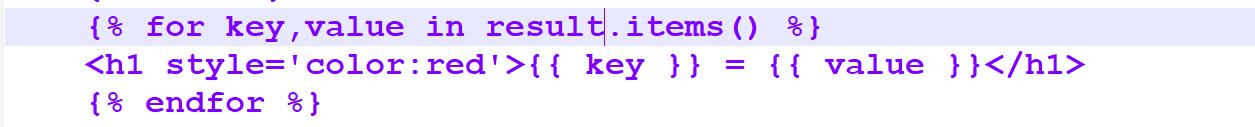 {% for key,value in result.items() %}
<h1 style='color:red'>{{ key }} = {{ value }}</h1>
{% endfor %}